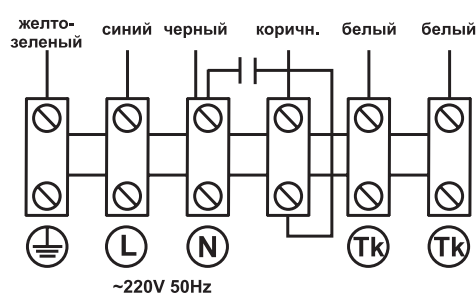 желто-
зеленый
синий черный коричн. белый белый
L N Tk Tk
~220V 50Hz